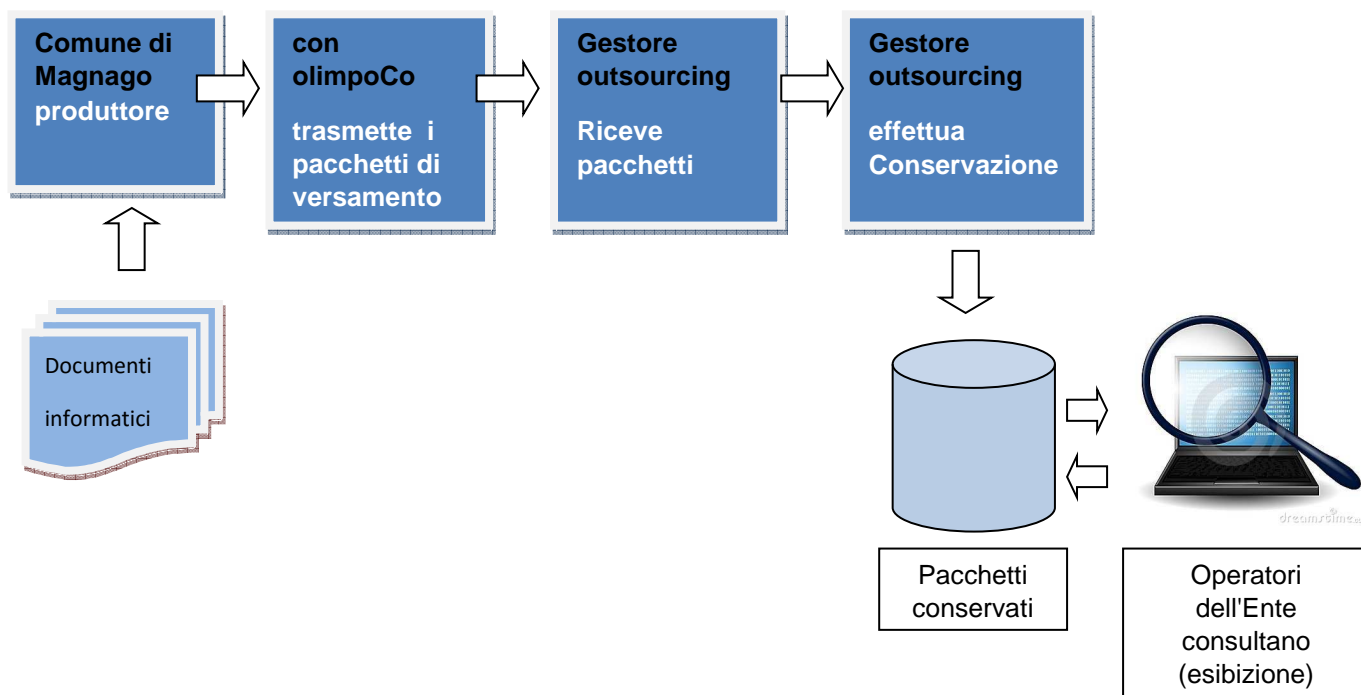 Comune di
Magnago
produttore
con
olimpoCo
trasmette i
pacchetti di
versamento
Gestore
outsourcing
Riceve
pacchetti
Gestore
outsourcing
effettua
Conservazione
Documenti
informatici
dreamstime
Pacchetti
conservati
Operatori
dell'Ente
consultano
(esibizione)